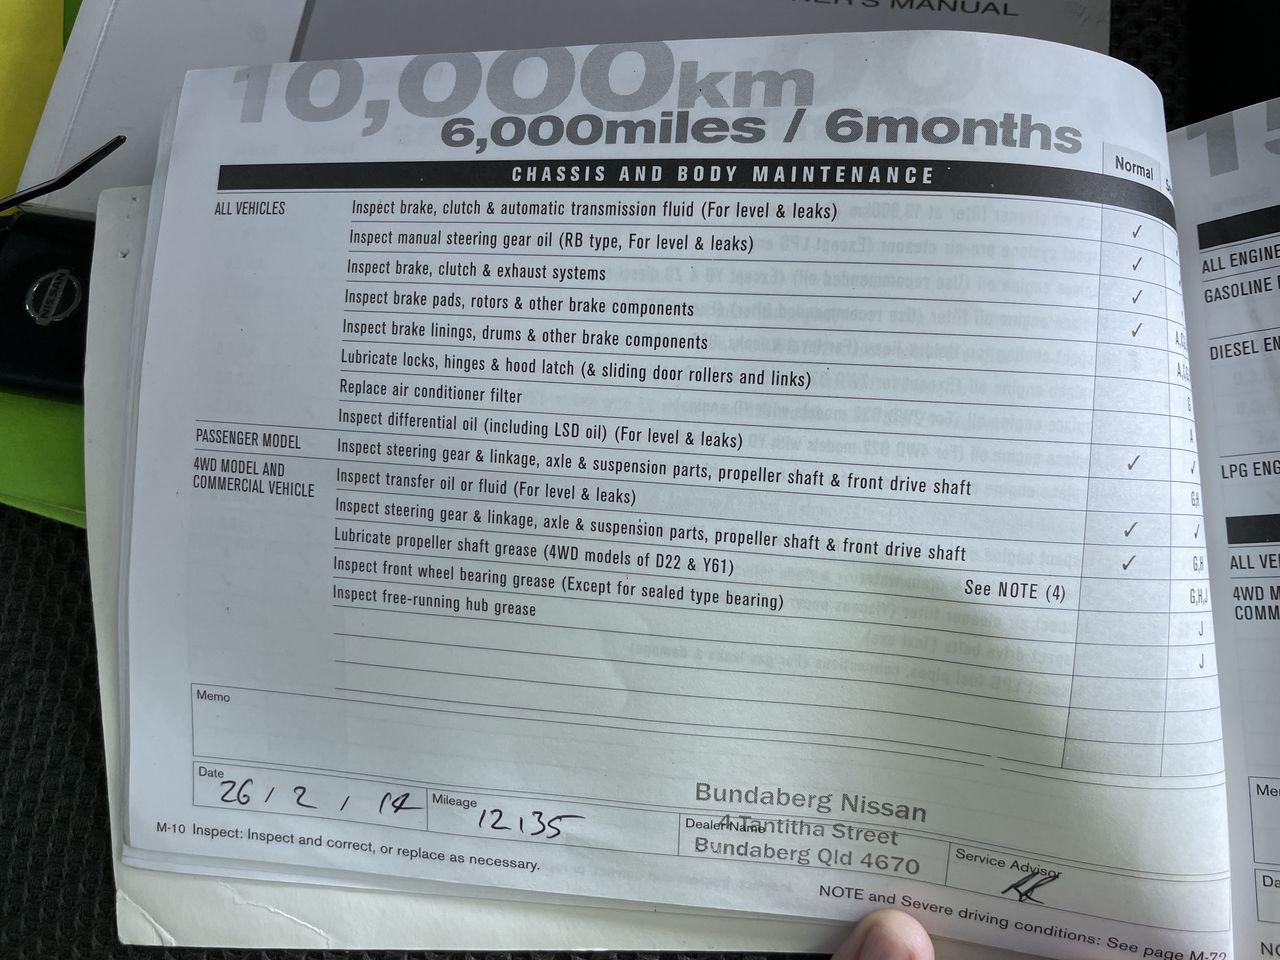 NER'S MANUAL
10,000km
6,000miles / 6months
CHASSIS AND BODY MAINTENANCE
Normal
ALL VEHICLES
Inspect brake, clutch & automatic transmission fluid (For level & leaks)
Inspect manual steering gear oil (RB type, For level & leaks) ✓
Inspect brake, clutch & exhaust systems ✓
Inspect brake pads, rotors & other brake components ✓
Inspect brake linings, drums & other brake components ✓
Lubricate locks, hinges & hood latch (& sliding door rollers and links)
Replace air conditioner filter G
Inspect differential oil (including LSD oil) (For level & leaks) A
PASSENGER MODEL
Inspect steering gear & linkage, axle & suspension parts, propeller shaft & front drive shaft ✓ ✓
4WD MODEL AND
COMMERCIAL VEHICLE
Inspect transfer oil or fluid (For level & leaks) G,H
Inspect steering gear & linkage, axle & suspension parts, propeller shaft & front drive shaft ✓ ✓
Lubricate propeller shaft grease (4WD models of D22 & Y61) See NOTE (4) ✓ G,H
Inspect front wheel bearing grease (Except for sealed type bearing) G,H,J
Inspect free-running hub grease J
J
Memo
Date 26 / 2 / 14
Mileage 12135
Dealer Name
Bundaberg Nissan
4 Tantitha Street
Bundaberg Qld 4670
Service Advisor
M-10 Inspect: Inspect and correct, or replace as necessary.
NOTE and Severe driving conditions: See page M-72
NISSAN
15
ALL ENGINE
GASOLINE
DIESEL EN
LPG ENG
ALL VE
4WD M
COMM
Me
Da